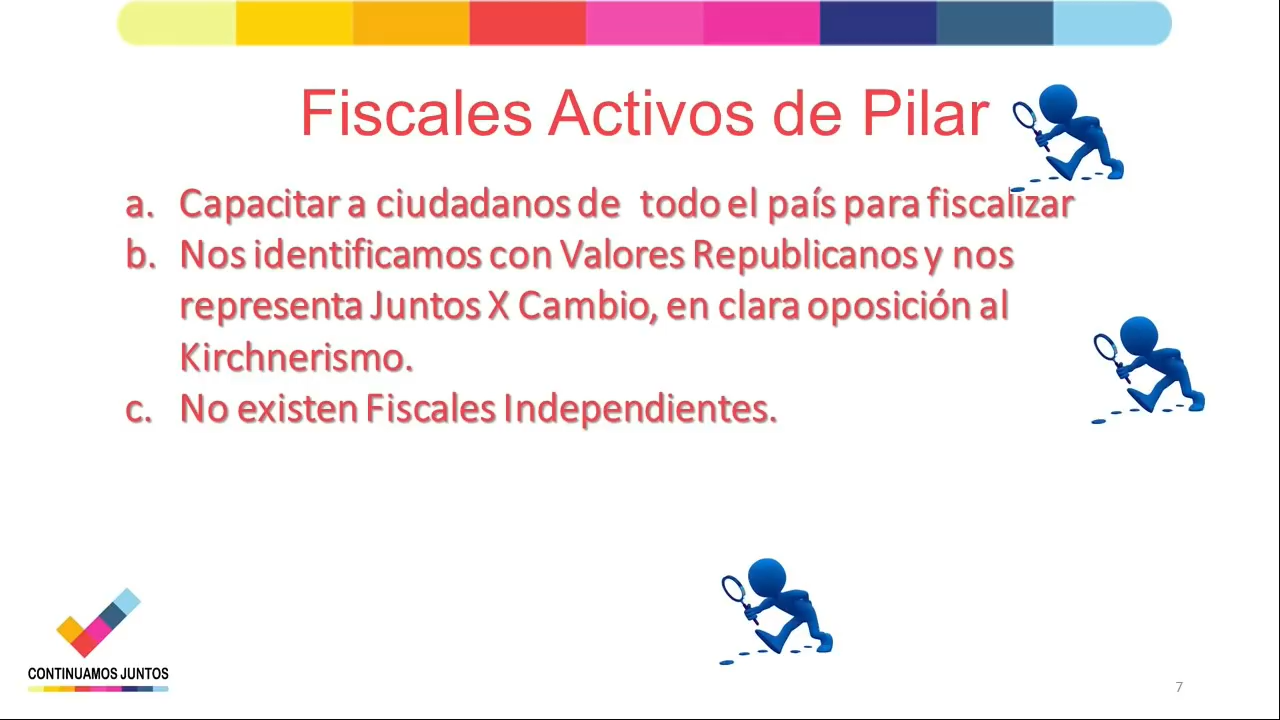 Fiscales Activos de Pilar
a. Capacitar a ciudadanos de todo el país para fiscalizar
b. Nos identificamos con Valores Republicanos y nos
representa Juntos X Cambio, en clara oposición al
Kirchnerismo.
c. No existen Fiscales Independientes.
CONTINUAMOS JUNTOS
7